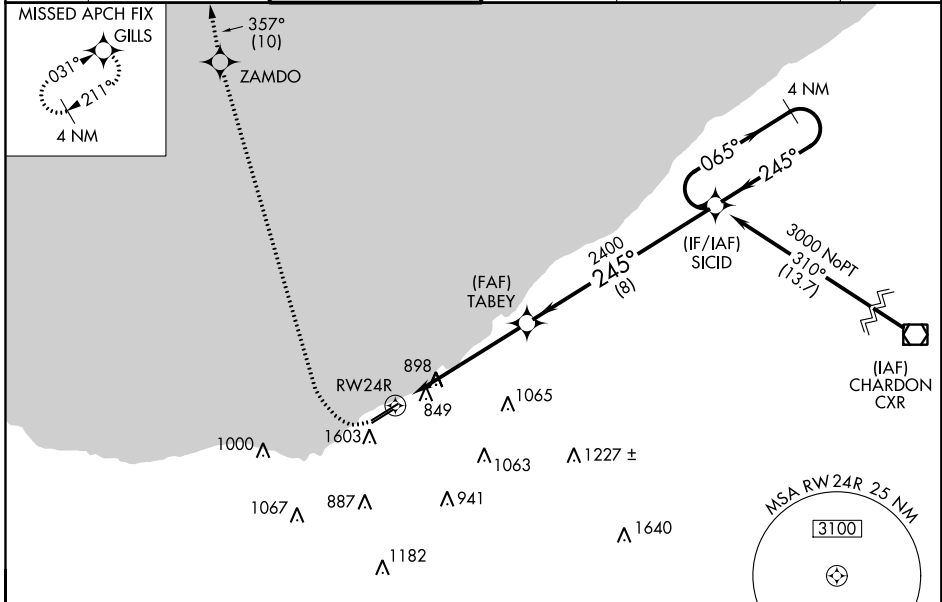 MISSED APCH FIX
GILLS
031°
211°
4 NM
357°
(10)
ZAMDO
4 NM
065°
245°
(IF/IAF)
SICID
3000 NoPT
310°
(13.7)
2400
245°
(8)
(FAF)
TABEY
(IAF)
CHARDON
CXR
RW24R
898
849
1065
1603
1000
1063
1227 ±
1067
887
941
1640
1182
MSA RW24R 25 NM
3100